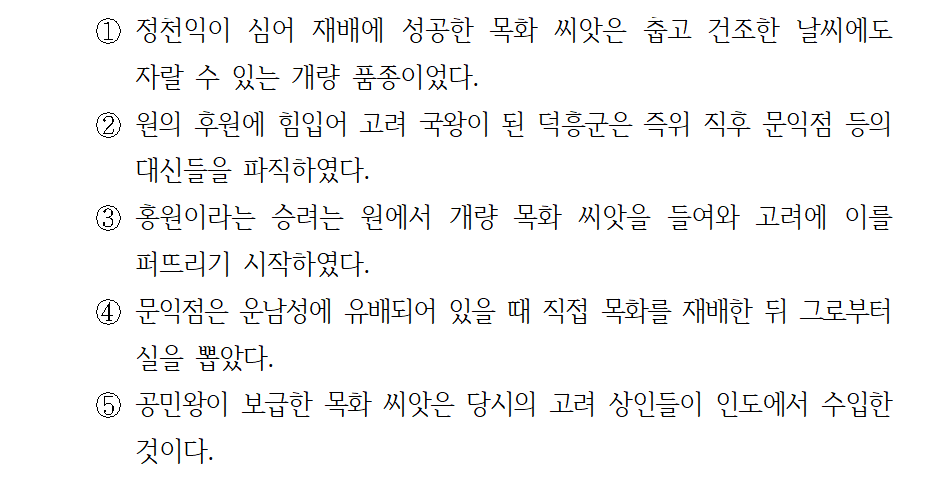 ① 정천익이 심어 재배에 성공한 목화 씨앗은 춥고 건조한 날씨에도
자랄 수 있는 개량 품종이었다.
② 원의 후원에 힘입어 고려 국왕이 된 덕흥군은 즉위 직후 문익점 등의
대신들을 파직하였다.
③ 홍원이라는 승려는 원에서 개량 목화 씨앗을 들여와 고려에 이를
퍼뜨리기 시작하였다.
④ 문익점은 운남성에 유배되어 있을 때 직접 목화를 재배한 뒤 그로부터
실을 뽑았다.
⑤ 공민왕이 보급한 목화 씨앗은 당시의 고려 상인들이 인도에서 수입한
것이다.